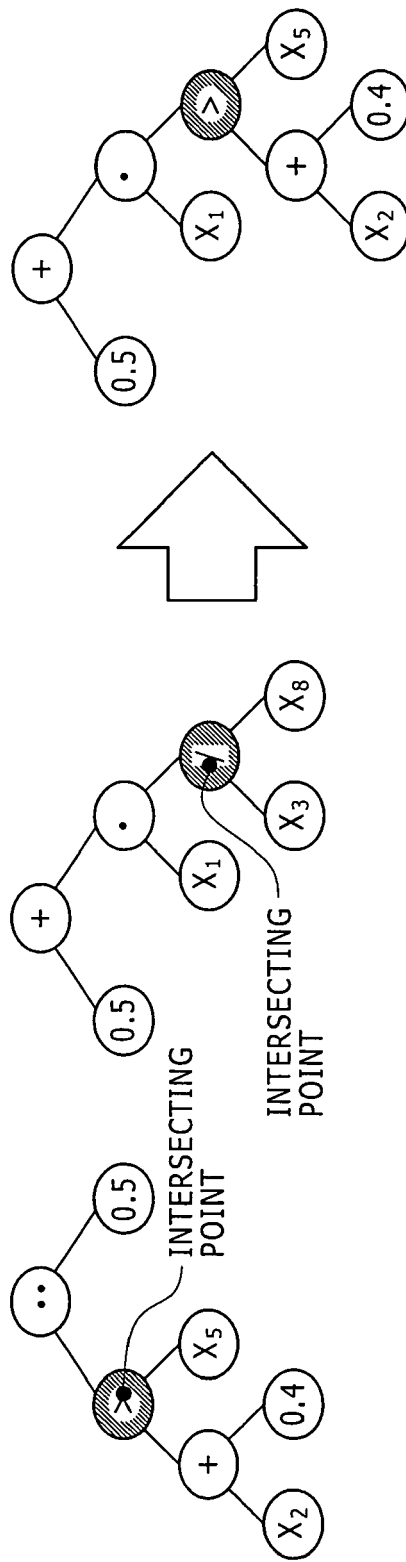 ··
> 0.5
+ X5
X2 0.4
INTERSECTING
POINT
+
0.5 ·
X1
X3 X8
INTERSECTING
POINT
+
0.5 ·
X1 >
+ X5
X2 0.4